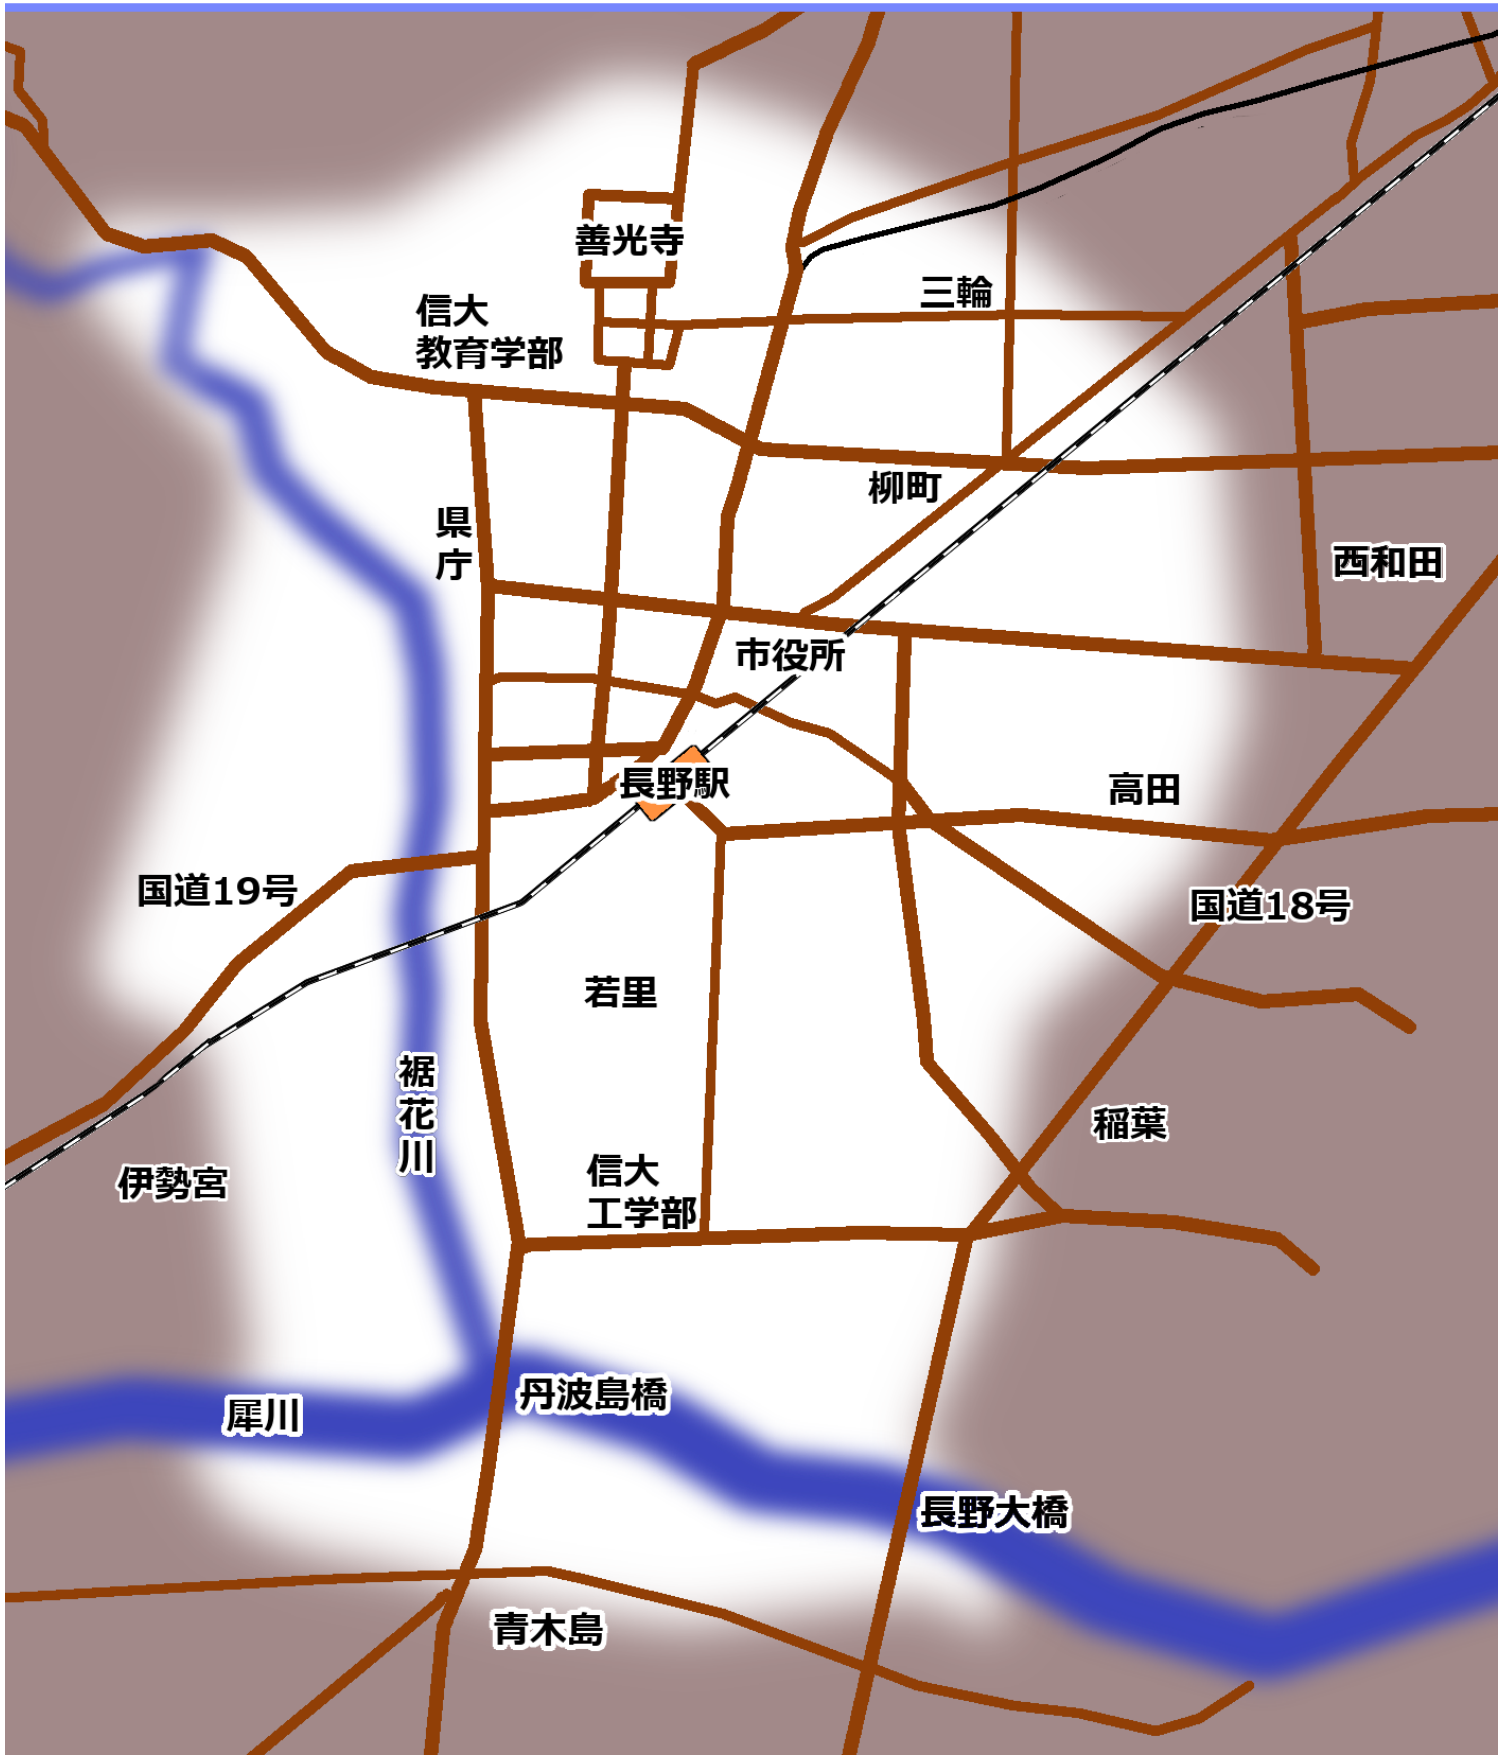 善光寺
三輪
信大
教育学部
柳町
県
庁
西和田
市役所
長野駅
高田
国道19号
国道18号
若里
裾
花
川
稲葉
伊勢宮
信大
工学部
丹波島橋
犀川
長野大橋
青木島